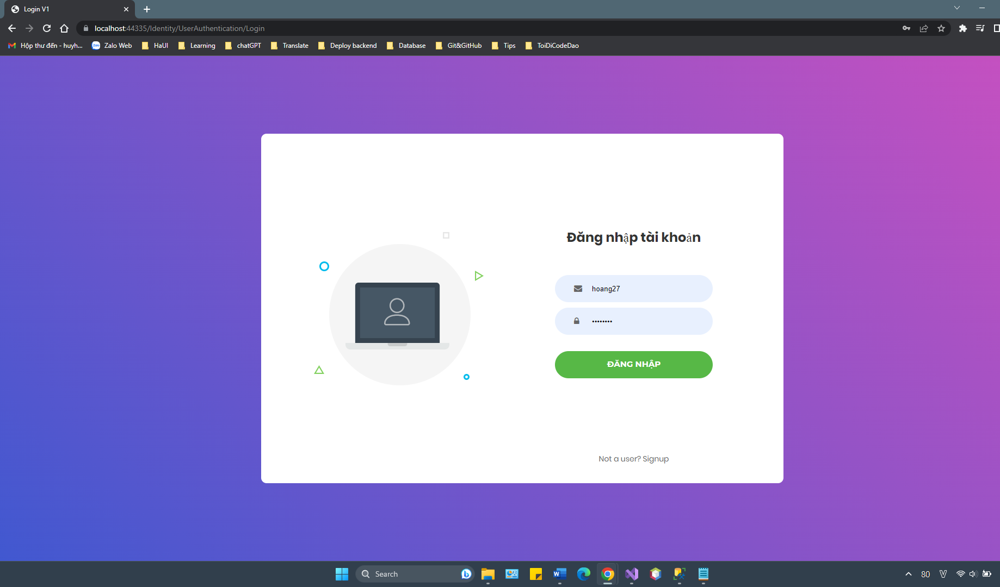 Login V1
localhost:44335/Identity/UserAuthentication/Login
Hộp thư đến - huyh... Zalo Web HaUI Learning chatGPT Translate Deploy backend Database Git&GitHub Tips ToiDiCodeDao
Đăng nhập tài khoản
hoang27
••••••••
ĐĂNG NHẬP
Not a user? Signup
Search
80